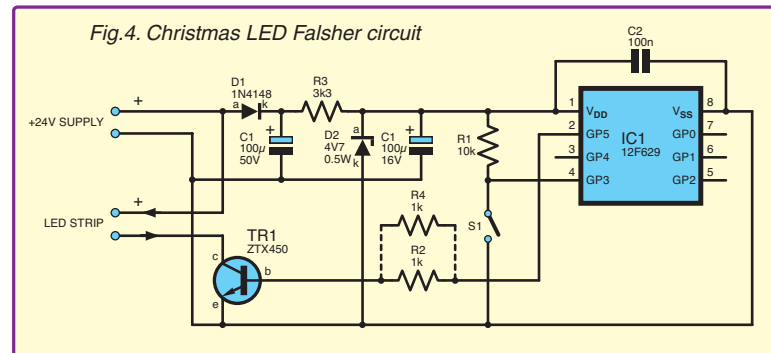 Fig.4. Christmas LED Falsher circuit
C2
100n
D1
1N4148
a
k
R3
3k3
+
+24V SUPPLY
+
C1
100µ
50V
D2
4V7
0.5W
a
k
+
C1
100µ
16V
R1
10k
1
VDD
VSS
8
2
GP5
IC1
12F629
GP0
7
3
GP4
GP1
6
4
GP3
GP2
5
+
LED STRIP
TR1
ZTX450
c
b
e
R4
1k
R2
1k
S1